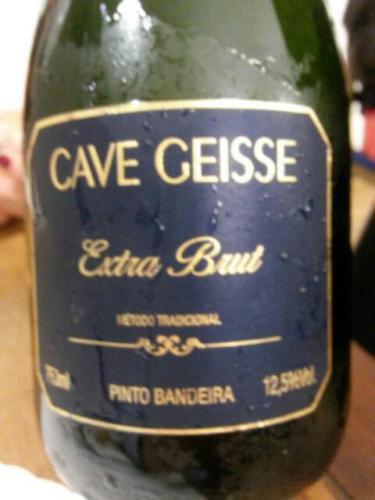 CAVE GEISSE
Extra Brut
MÉTODO TRADICIONAL
750ml PINTO BANDEIRA 12,5%Vol.